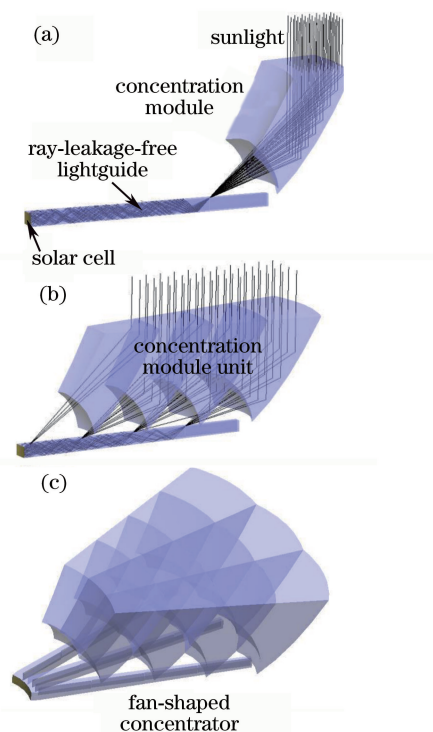 (a)
sunlight
concentration
module
ray-leakage-free
lightguide
solar cell
(b)
concentration
module unit
(c)
fan-shaped
concentrator